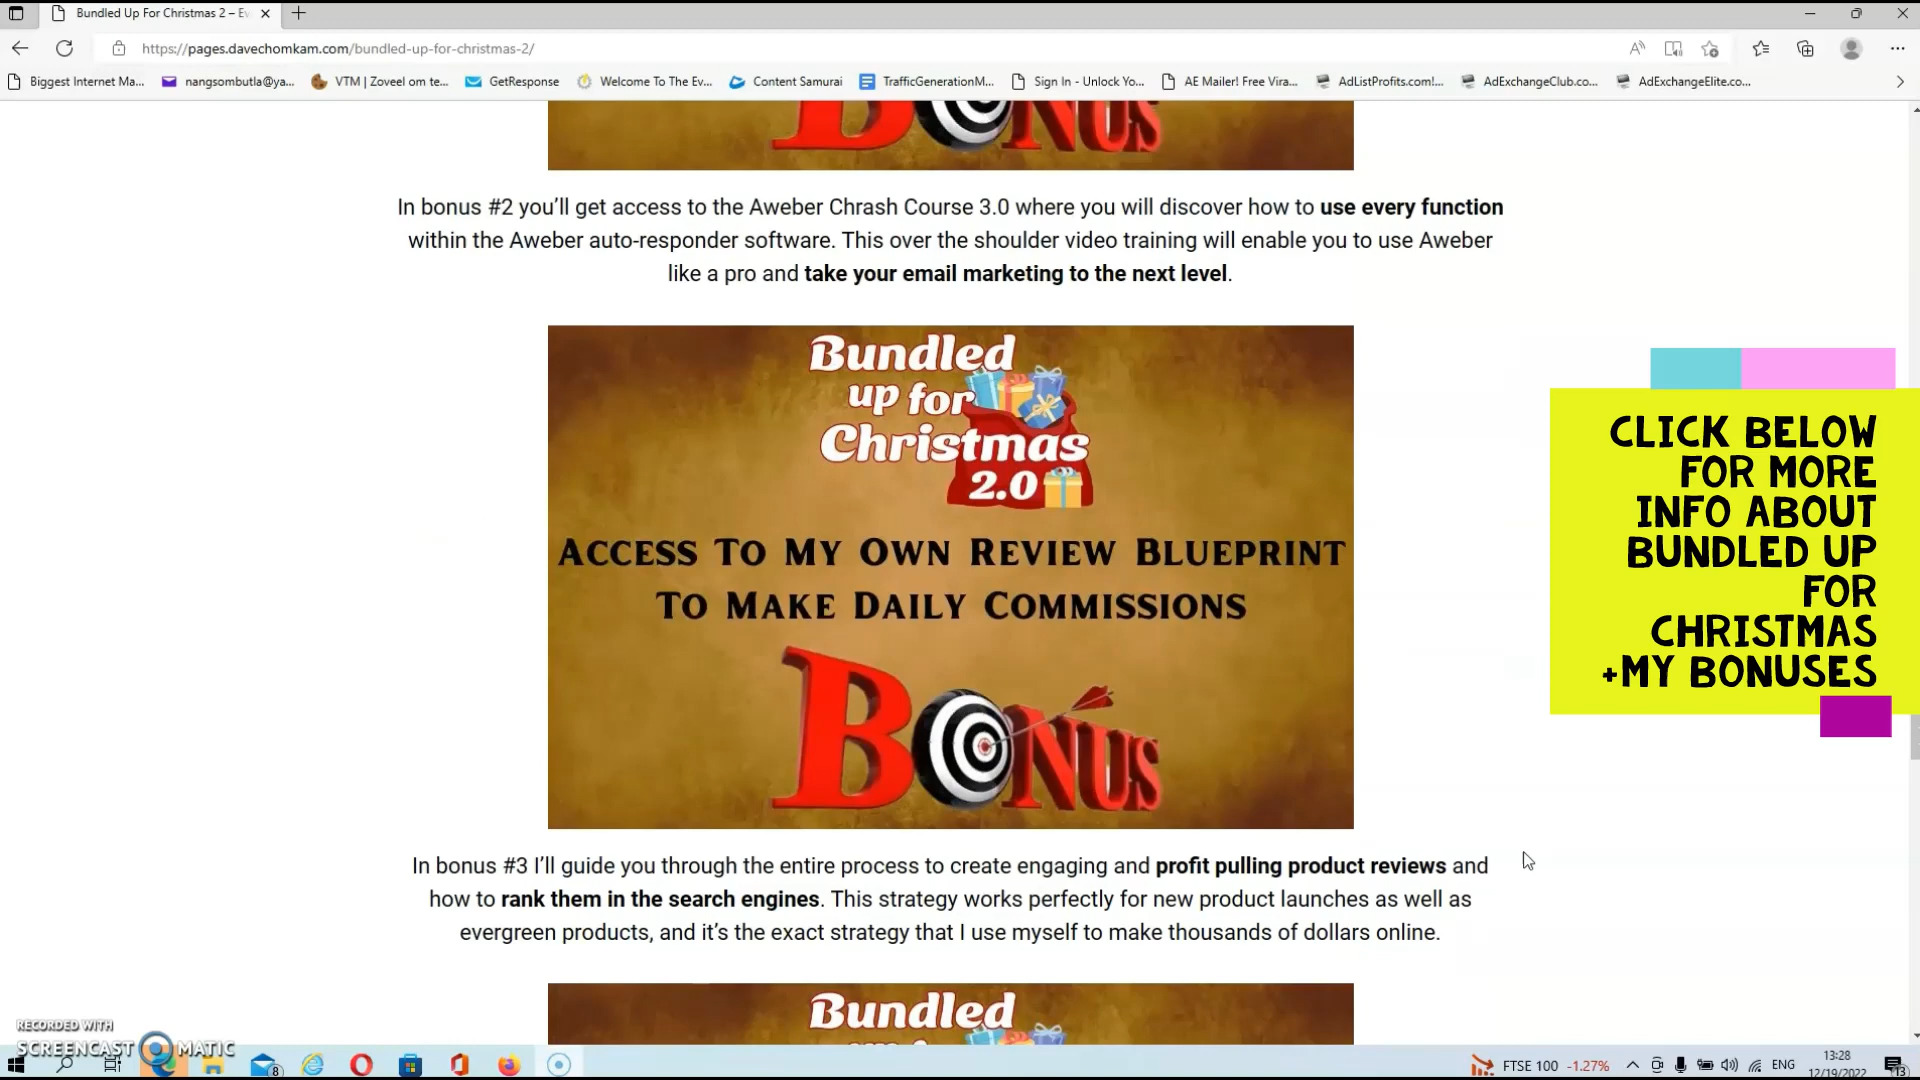 Bundled Up For Christmas 2 – Ev
https://pages.davechomkam.com/bundled-up-for-christmas-2/
Biggest Internet Ma...
nangsombutla@ya...
VTM | Zoveel om te...
GetResponse
Welcome To The Ev...
Content Samurai
TrafficGenerationM...
Sign In - Unlock Yo...
AE Mailer! Free Vira...
AdListProfits.com!...
AdExchangeClub.co...
AdExchangeElite.co...
BONUS
In bonus #2 you’ll get access to the Aweber Chrash Course 3.0 where you will discover how to use every function
within the Aweber auto-responder software. This over the shoulder video training will enable you to use Aweber
like a pro and take your email marketing to the next level.
Bundled
up for
Christmas
2.0
ACCESS TO MY OWN REVIEW BLUEPRINT
TO MAKE DAILY COMMISSIONS
BONUS
CLICK BELOW
FOR MORE
INFO ABOUT
BUNDLED UP
FOR
CHRISTMAS
+MY BONUSES
In bonus #3 I’ll guide you through the entire process to create engaging and profit pulling product reviews and
how to rank them in the search engines. This strategy works perfectly for new product launches as well as
evergreen products, and it’s the exact strategy that I use myself to make thousands of dollars online.
Bundled
RECORDED WITH
SCREENCAST MATIC
8
FTSE 100 -1.27%
ENG
13:28
12/19/2022
13